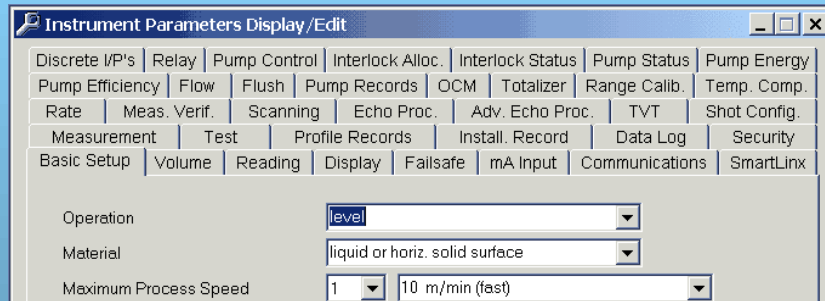 Instrument Parameters Display/Edit
Discrete I/P's Relay Pump Control Interlock Alloc. Interlock Status Pump Status Pump Energy
Pump Efficiency Flow Flush Pump Records OCM Totalizer Range Calib. Temp. Comp.
Rate Meas. Verif. Scanning Echo Proc. Adv. Echo Proc. TVT Shot Config.
Measurement Test Profile Records Install. Record Data Log Security
Basic Setup Volume Reading Display Failsafe mA Input Communications SmartLinx
Operation level
Material liquid or horiz. solid surface
Maximum Process Speed 1 10 m/min (fast)